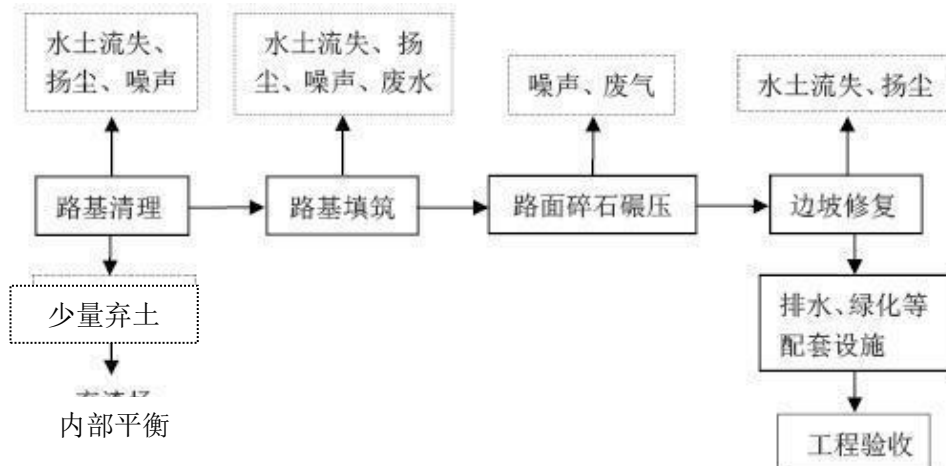 水土流失、
扬尘、噪声
水土流失、扬
尘、噪声、废水
噪声、废气
水土流失、扬尘
路基清理
路基填筑
路面碎石碾压
边坡修复
少量弃土
排水、绿化等
配套设施
内部平衡
工程验收